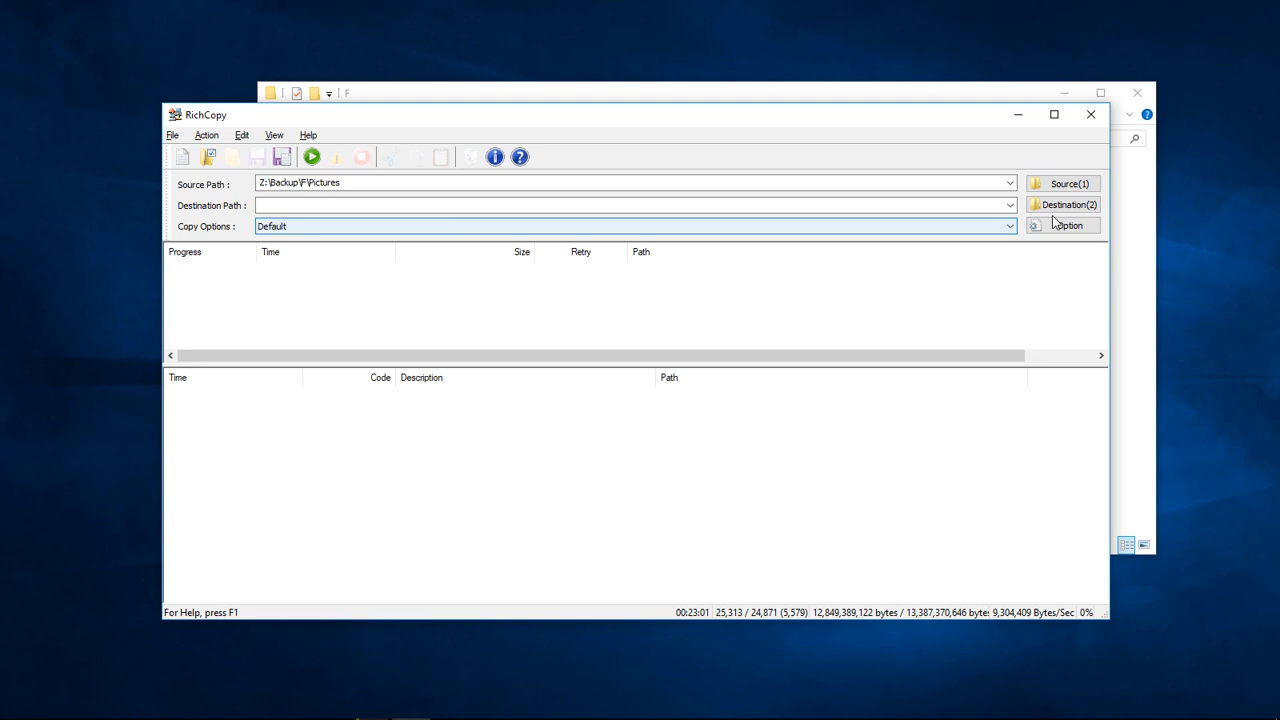 F
RichCopy
File Action Edit View Help
Source Path : Z:\Backup\F\Pictures Source(1)
Destination Path : Destination(2)
Copy Options : Default
Progress Time Size Retry Path
Time Code Description Path
For Help, press F1 00:23:01 25,313 / 24,871 (5,579) 12,849,389,122 bytes / 13,387,370,646 bytes 9,304,409 Bytes/Sec 0%